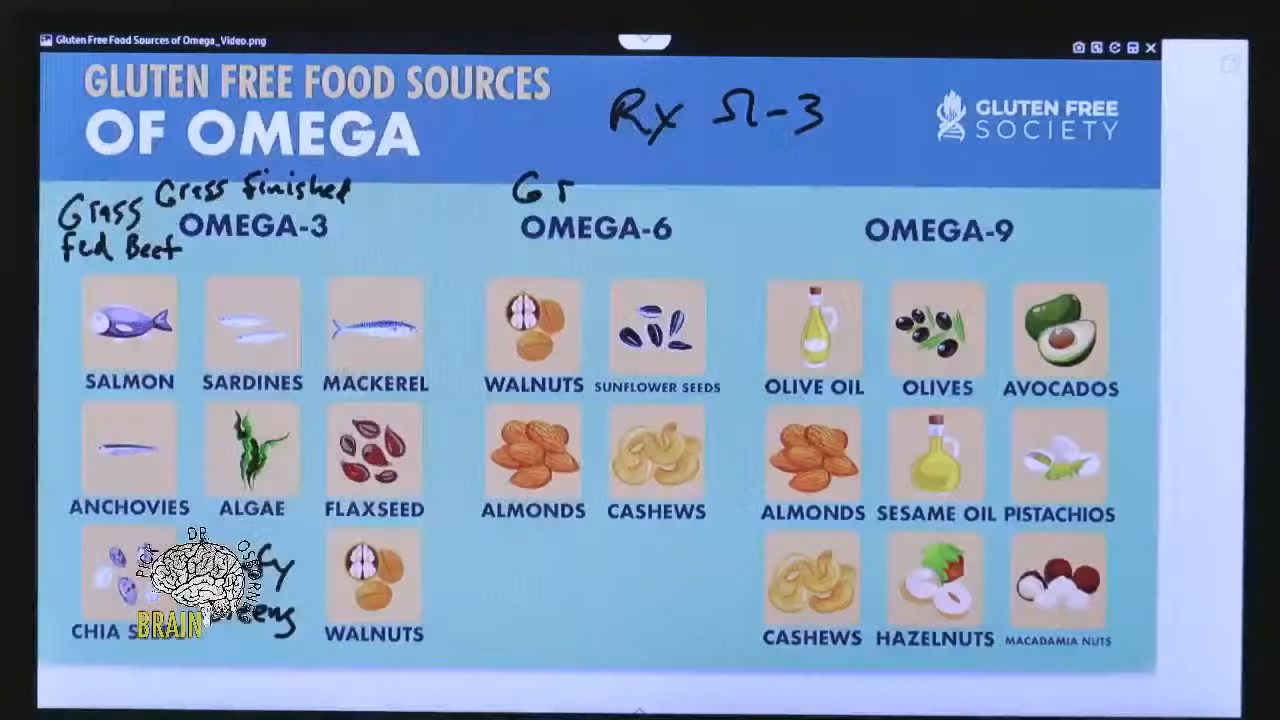 Gluten Free Food Sources of Omega_Video.png
GLUTEN FREE FOOD SOURCES
OF OMEGA
Rx Ω-3
GLUTEN FREE
SOCIETY
Grass Finished
Grass
Fed Beef
OMEGA-3
OMEGA-6
OMEGA-9
SALMON SARDINES MACKEREL
WALNUTS SUNFLOWER SEEDS
OLIVE OIL OLIVES AVOCADOS
ANCHOVIES ALGAE FLAXSEED
ALMONDS CASHEWS
ALMONDS SESAME OIL PISTACHIOS
DR
OSBORNE
BRAIN
CHIA
WALNUTS
CASHEWS HAZELNUTS MACADAMIA NUTS